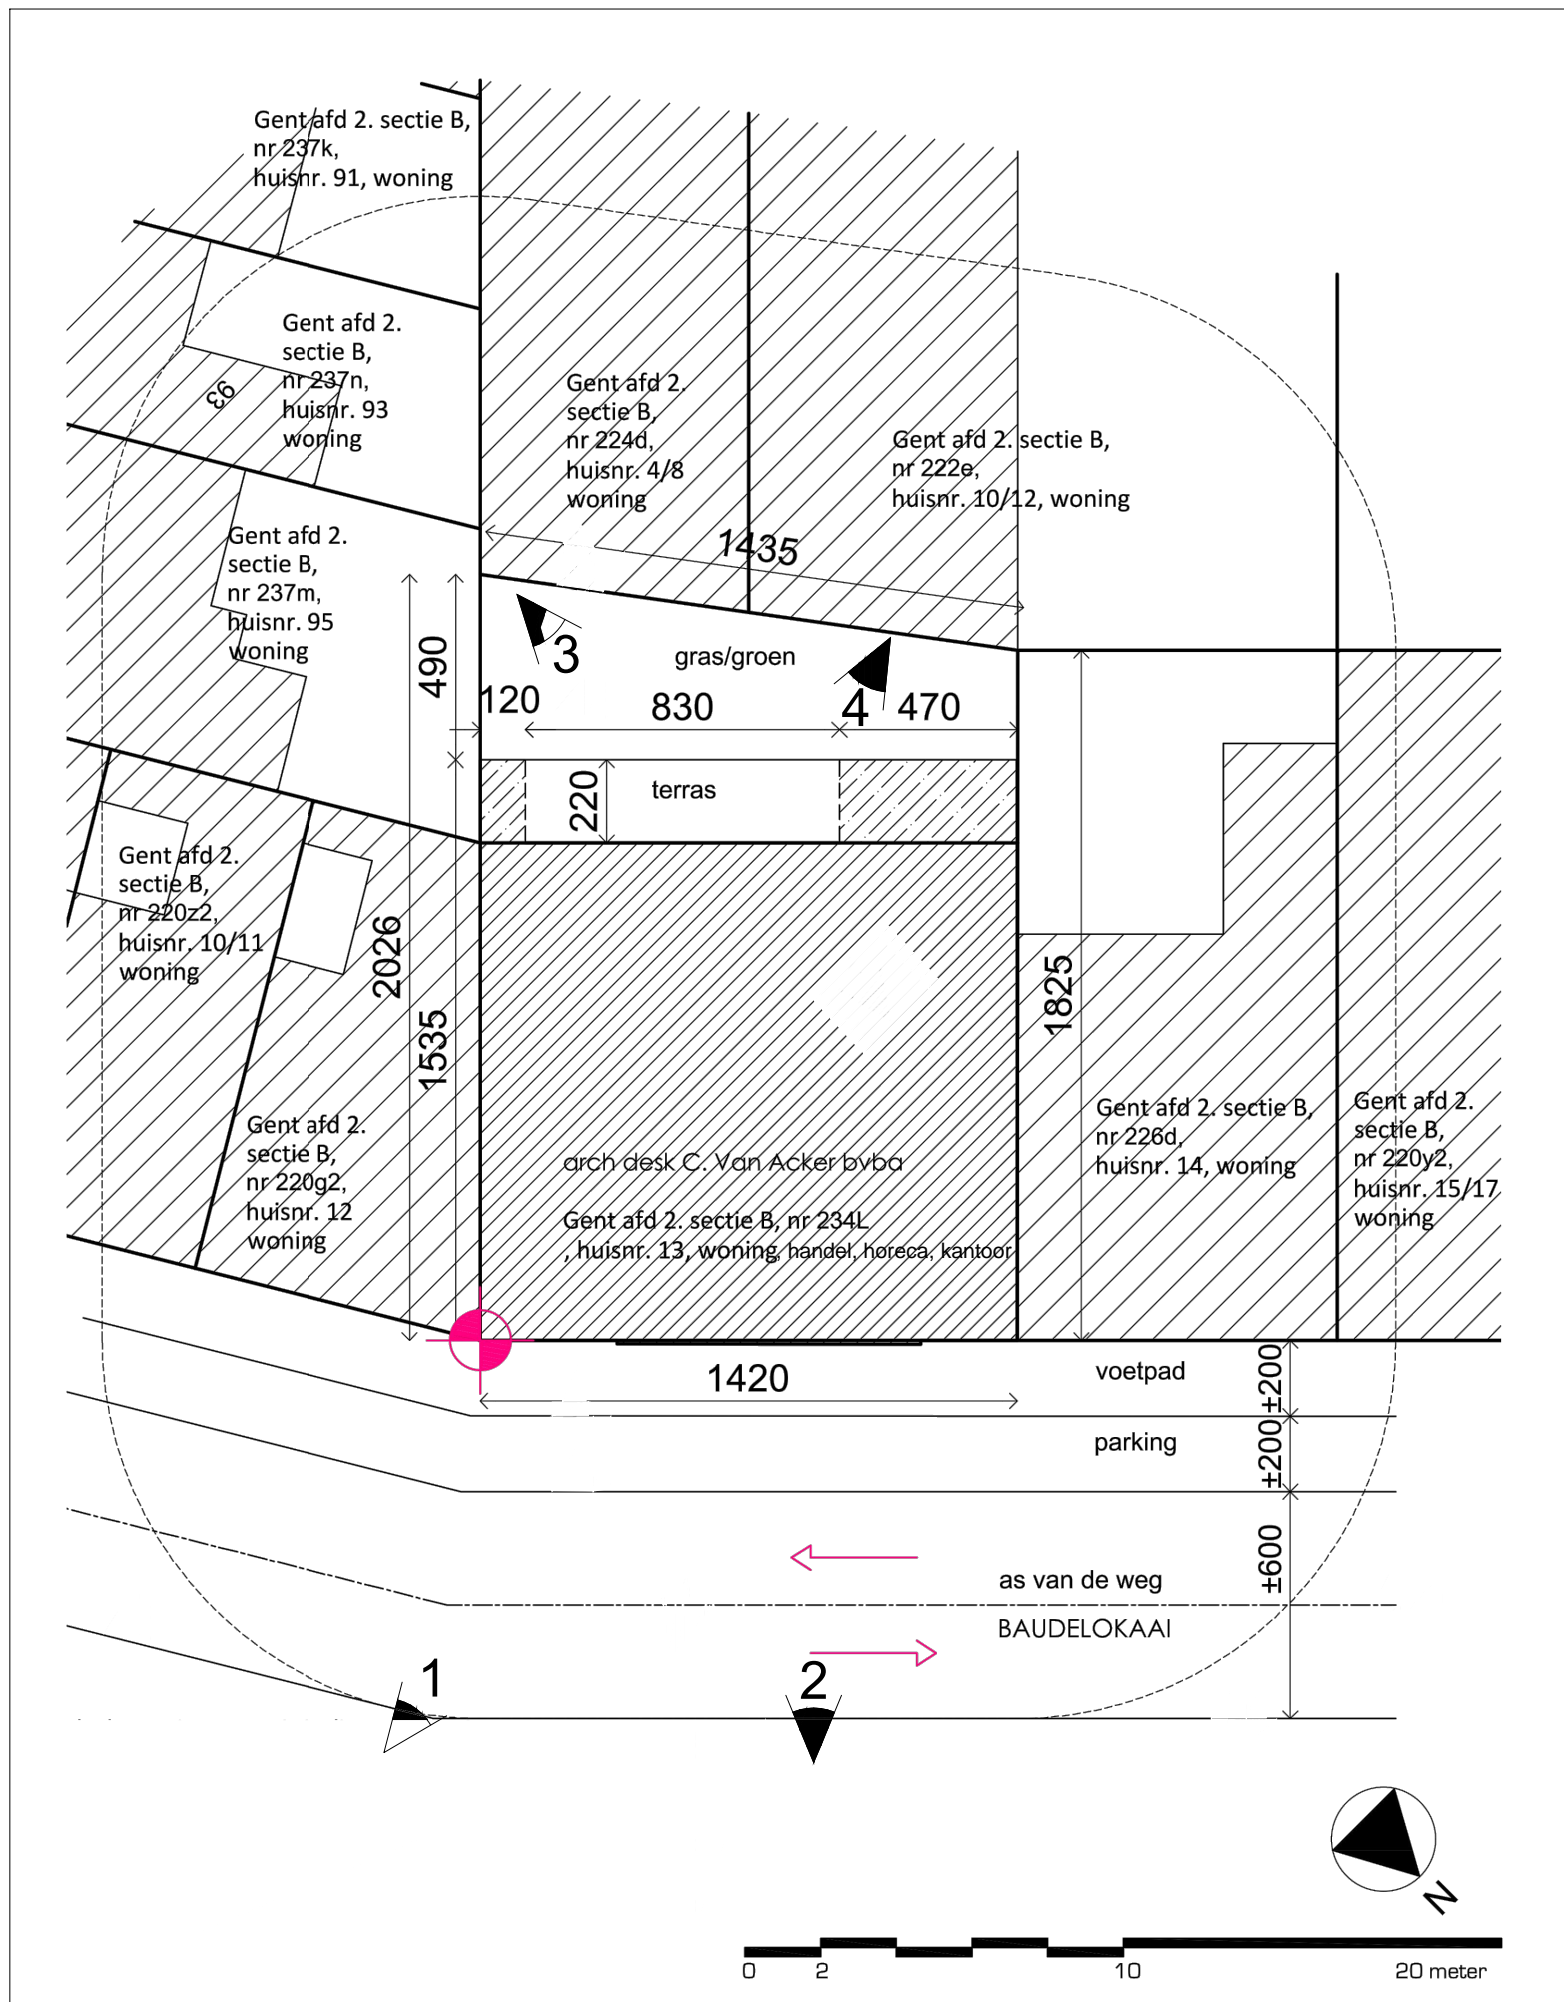 Gent afd 2. sectie B,
nr 237k,
huisnr. 91, woning
Gent afd 2.
sectie B,
nr 237n,
huisnr. 93
woning
93
Gent afd 2.
sectie B,
nr 224d,
huisnr. 4/8
woning
Gent afd 2. sectie B,
nr 222e,
huisnr. 10/12, woning
Gent afd 2.
sectie B,
nr 237m,
huisnr. 95
woning
1435
490
3
gras/groen
120
830
4
470
220
terras
Gent afd 2.
sectie B,
nr 220z2,
huisnr. 10/11
woning
2026
1535
1825
Gent afd 2.
sectie B,
nr 220g2,
huisnr. 12
woning
arch desk C. Van Acker bvba
Gent afd 2. sectie B, nr 234L
, huisnr. 13, woning, handel, horeca, kantoor
Gent afd 2. sectie B,
nr 226d,
huisnr. 14, woning
Gent afd 2.
sectie B,
nr 220y2,
huisnr. 15/17
woning
1420
voetpad
±200
parking
±200
±600
as van de weg
BAUDELOKAAI
1
2
N
0 2 10 20 meter